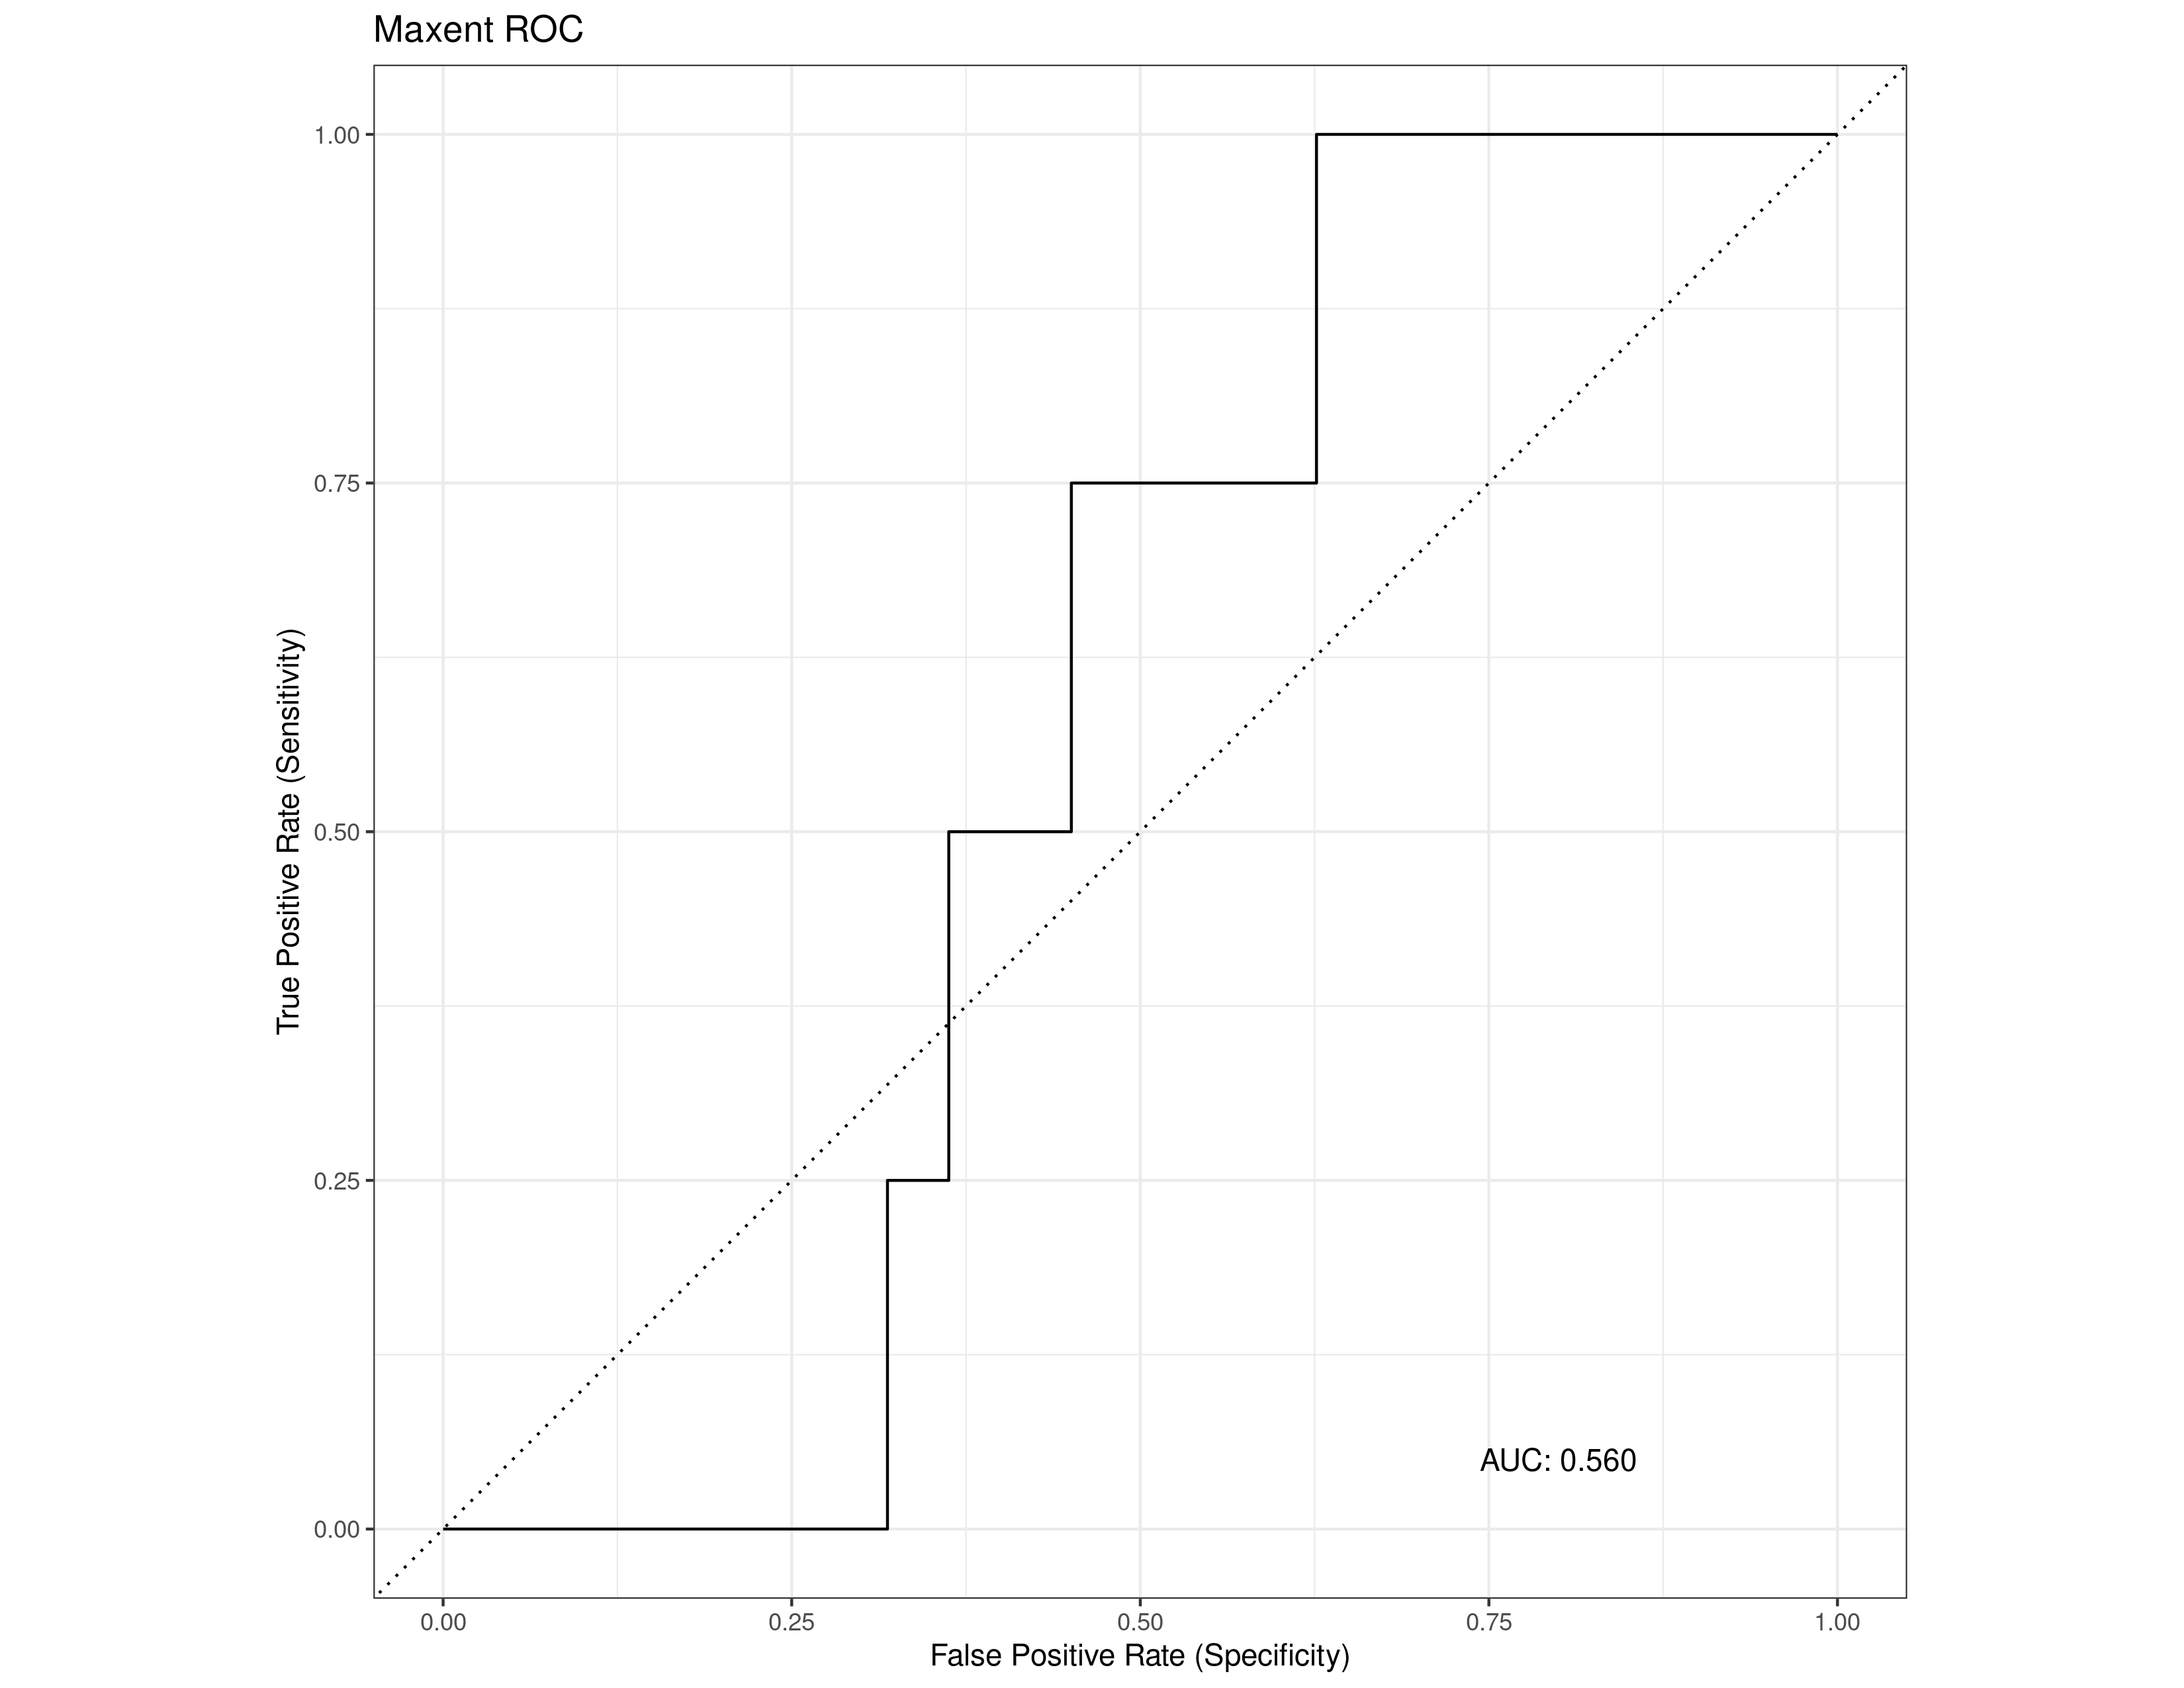 Maxent ROC
True Positive Rate (Sensitivity)
1.00
0.75
0.50
0.25
0.00
AUC: 0.560
0.00 0.25 0.50 0.75 1.00
False Positive Rate (Specificity)